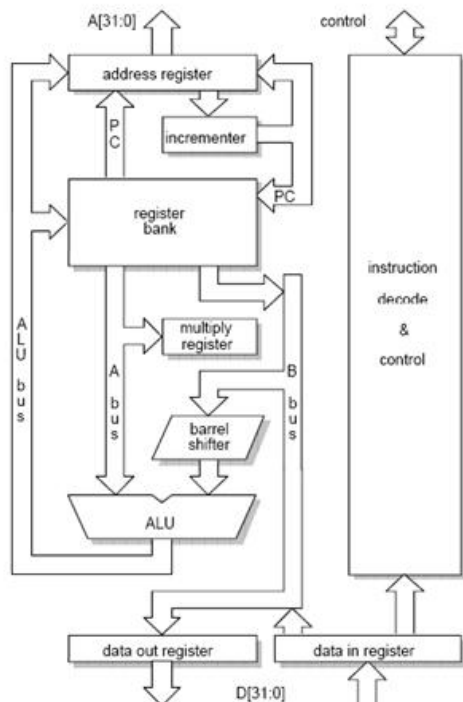 A[31:0]
control
address register
P
C
incrementer
PC
register
bank
instruction
decode
&
control
multiply
register
A
L
U
b
u
s
A
b
u
s
B
b
u
s
barrel
shifter
ALU
data out register
data in register
D[31:0]